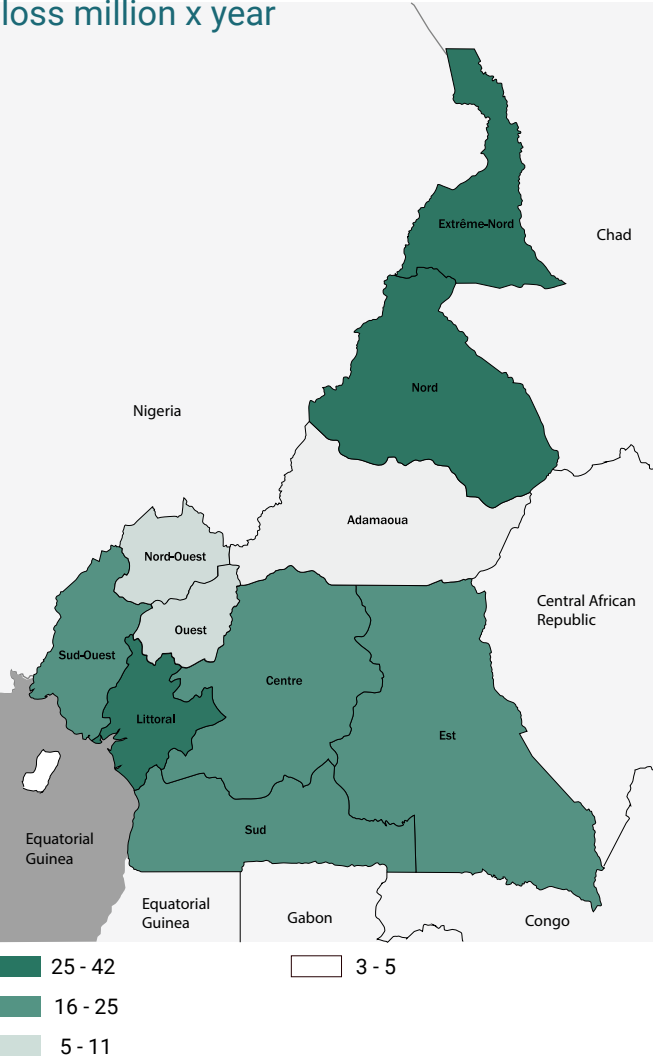 loss million x year
Extrême-Nord
Chad
Nord
Nigeria
Adamaoua
Nord-Ouest
Central African
Republic
Ouest
Sud-Ouest
Centre
Littoral
Est
Sud
Equatorial
Guinea
Equatorial
Guinea
Gabon
Congo
25 - 42
3 - 5
16 - 25
5 - 11